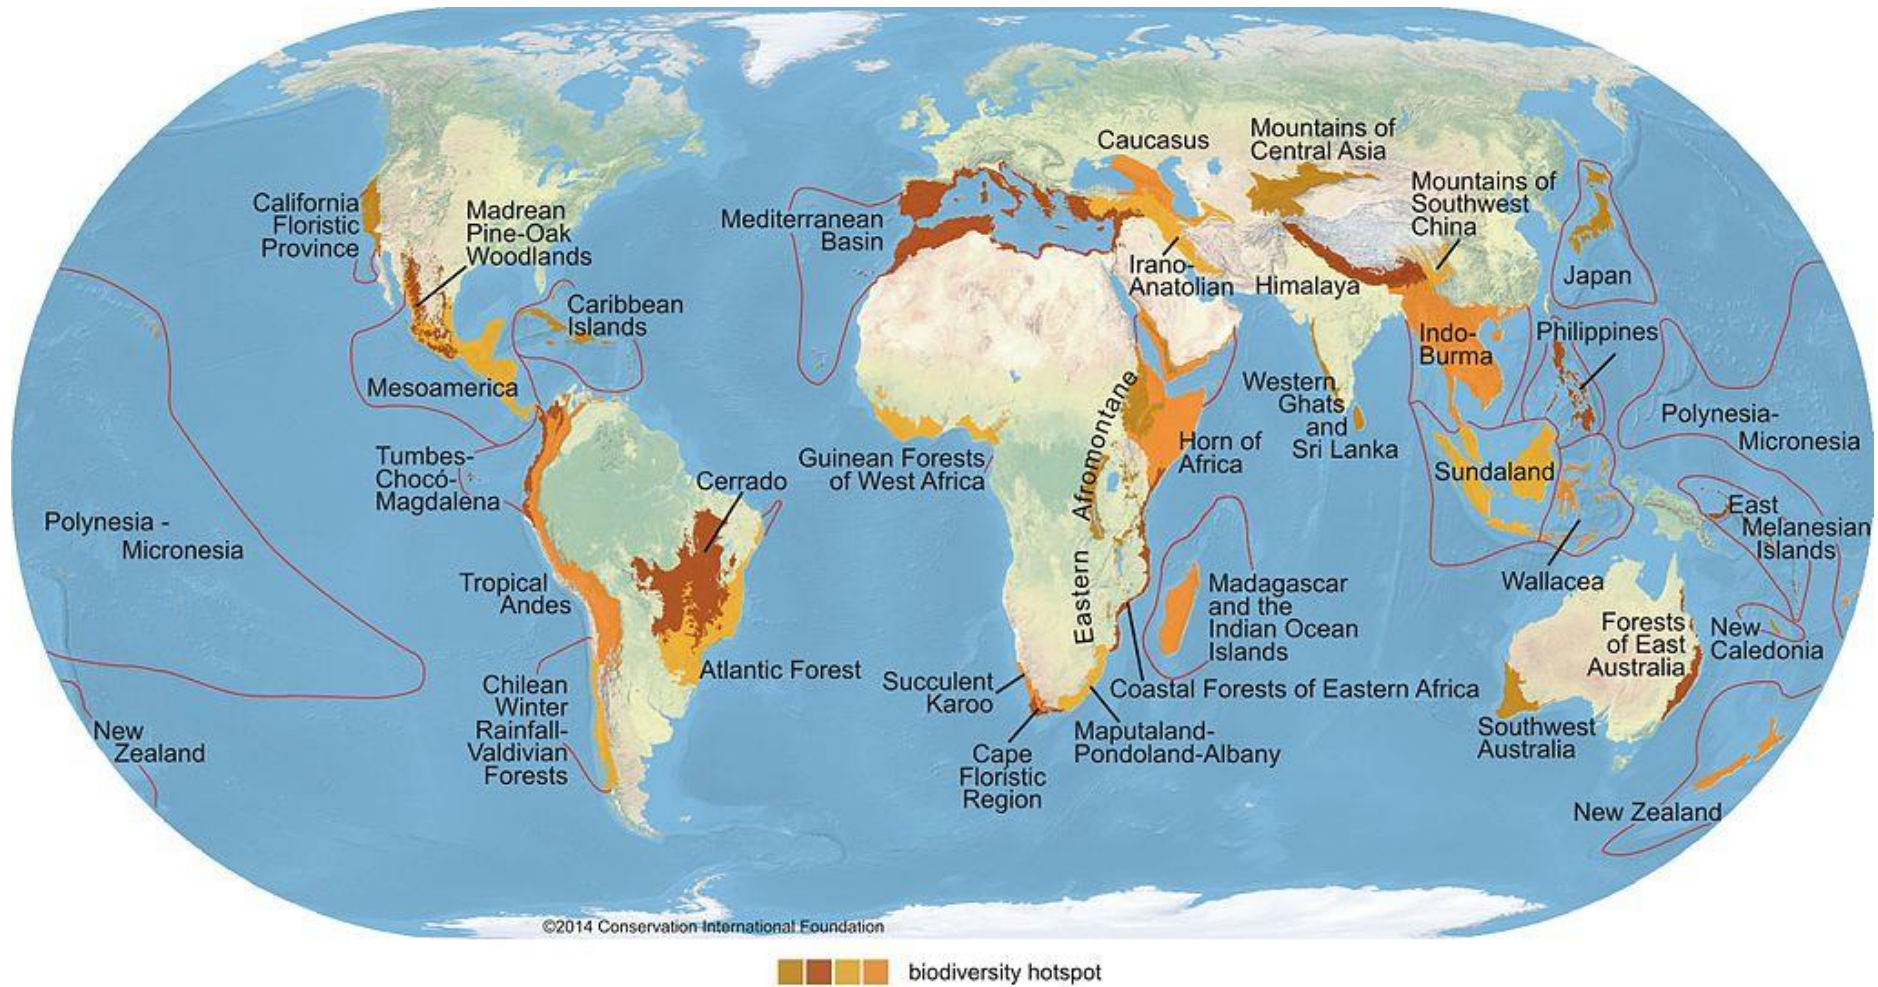 Caucasus
Mountains of
Central Asia
Mountains of
Southwest
China
California
Floristic
Province
Madrean
Pine-Oak
Woodlands
Mediterranean
Basin
Irano-
Anatolian
Himalaya
Japan
Caribbean
Islands
Mesoamerica
Indo-
Burma
Philippines
Western
Ghats
and
Sri Lanka
Polynesia-
Micronesia
Tumbes-
Chocó-
Magdalena
Cerrado
Guinean Forests
of West Africa
Eastern Afromontane
Horn of
Africa
Sundaland
Polynesia -
Micronesia
East
Melanesian
Islands
Wallacea
Tropical
Andes
Madagascar
and the
Indian Ocean
Islands
Forests
of East
Australia
New
Caledonia
Atlantic Forest
Chilean
Winter
Rainfall-
Valdivian
Forests
Succulent
Karoo
Coastal Forests of Eastern Africa
Maputaland-
Pondoland-Albany
Cape
Floristic
Region
Southwest
Australia
New
Zealand
New Zealand
©2014 Conservation International Foundation
biodiversity hotspot